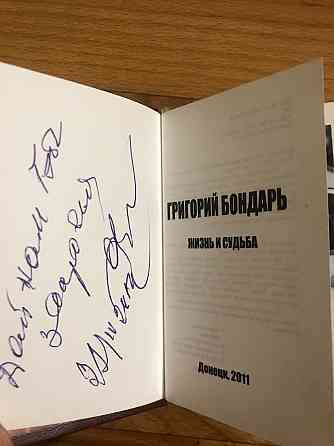 Дай нам Бог
здоровья
ГРИГОРИЙ БОНДАРЬ
ЖИЗНЬ И СУДЬБА
Донецк, 2011